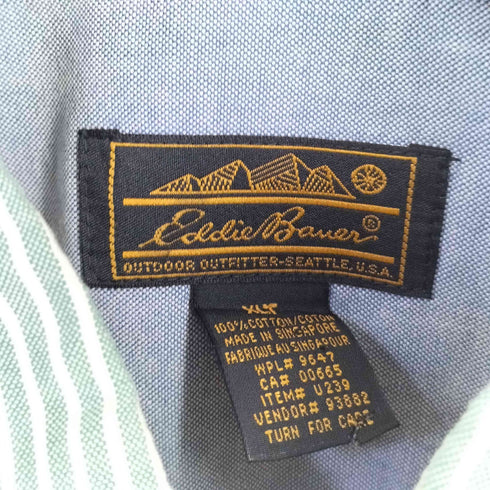 Eddie Bauer®
OUTDOOR OUTFITTER-SEATTLE, U.S.A.
100% COTTON/COTON
MADE IN SINGAPORE
FABRIQUE AU SINGAPOUR
WPL# 9647
CA# 00665
ITEM# U239
VENDOR# 93882
TURN FOR CARE